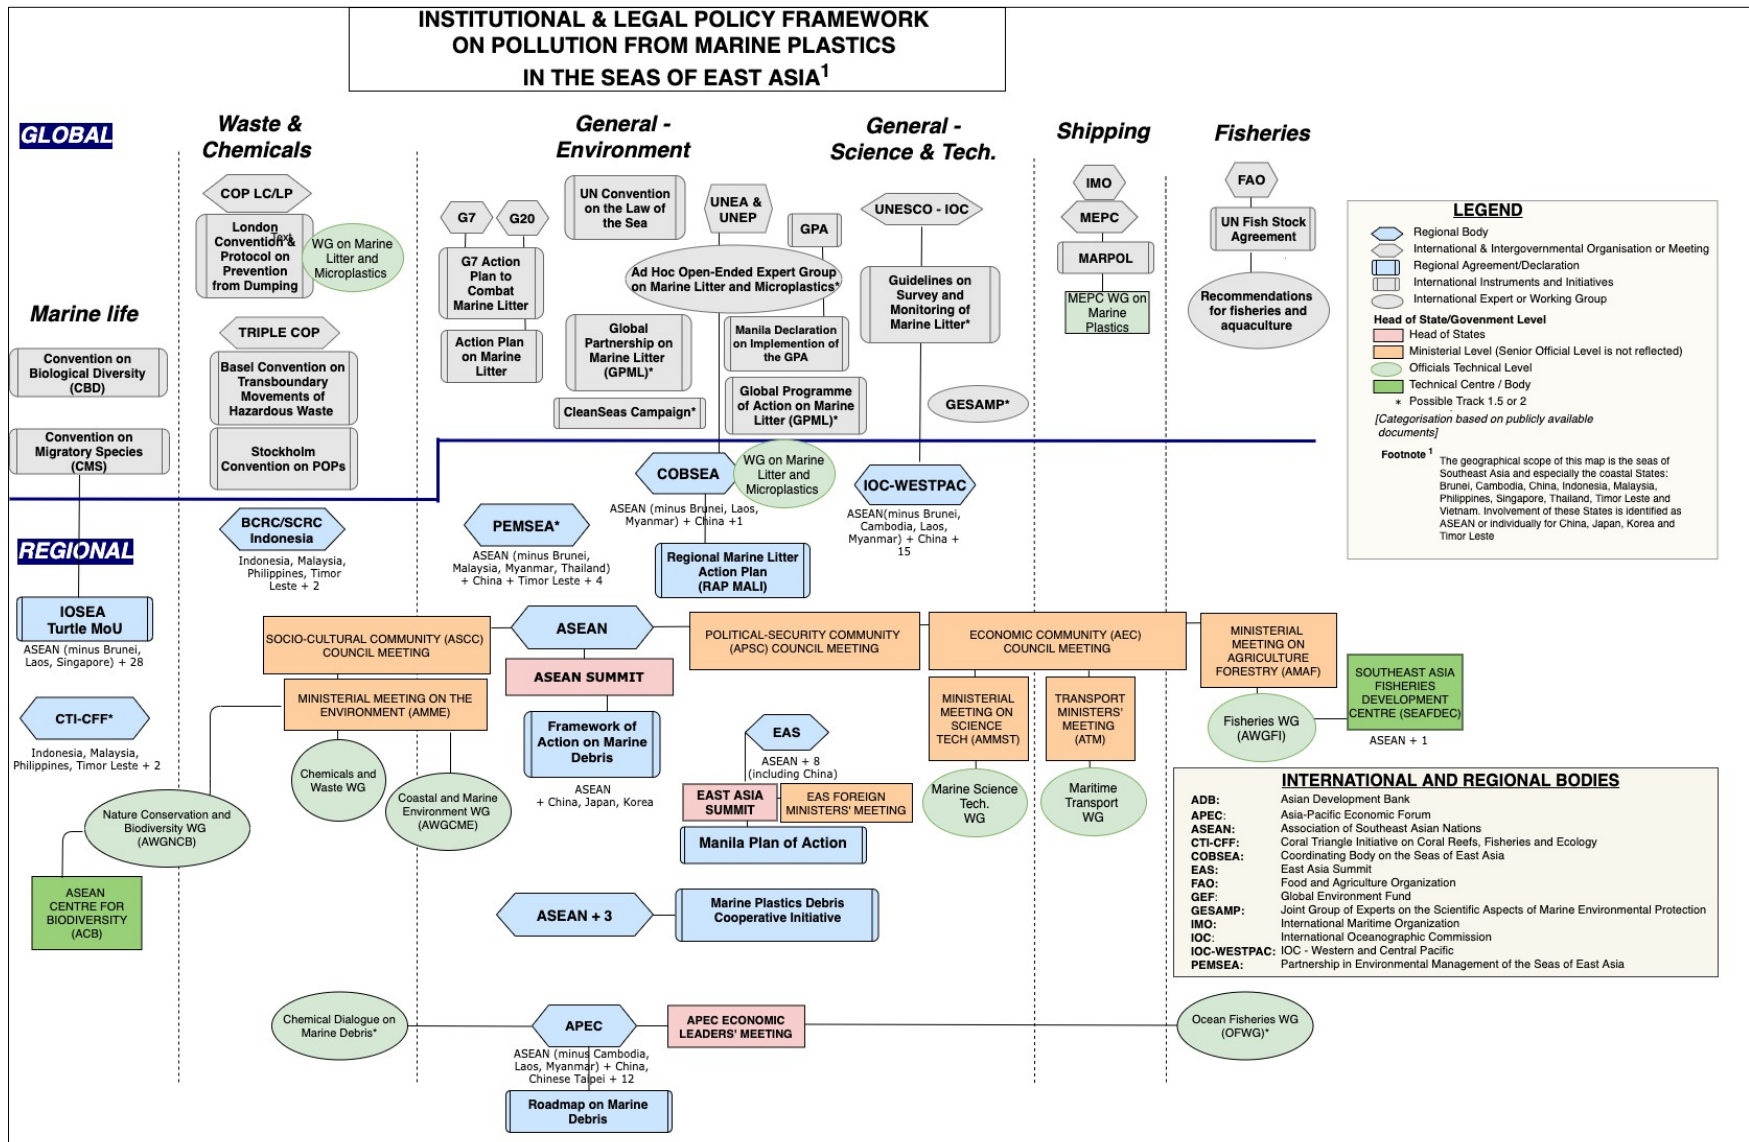 INSTITUTIONAL & LEGAL POLICY FRAMEWORK
ON POLLUTION FROM MARINE PLASTICS
IN THE SEAS OF EAST ASIA1
GLOBAL
Marine life
Convention on
Biological Diversity
(CBD)
Convention on
Migratory Species
(CMS)
Waste &
Chemicals
COP LC/LP
London
Text
Convention &
Protocol on
Prevention
from Dumping
WG on Marine
Litter and
Microplastics
TRIPLE COP
Basel Convention on
Transboundary
Movements of
Hazardous Waste
Stockholm
Convention on POPs
General -
Environment
G7
G20
G7 Action
Plan to
Combat
Marine Litter
Action Plan
on Marine
Litter
UN Convention
on the Law of
the Sea
UNEA &
UNEP
GPA
Ad Hoc Open-Ended Expert Group
on Marine Litter and Microplastics*
Global
Partnership on
Marine Litter
(GPML)*
Manila Declaration
on Implemention of
the GPA
CleanSeas Campaign*
Global Programme
of Action on Marine
Litter (GPML)*
General -
Science & Tech.
UNESCO - IOC
Guidelines on
Survey and
Monitoring of
Marine Litter*
GESAMP*
Shipping
IMO
MEPC
MARPOL
MEPC WG on
Marine
Plastics
Fisheries
FAO
UN Fish Stock
Agreement
Recommendations
for fisheries and
aquaculture
LEGEND
Regional Body
International & Intergovernmental Organisation or Meeting
Regional Agreement/Declaration
International Instruments and Initiatives
International Expert or Working Group
Head of State/Govenment Level
Head of States
Ministerial Level (Senior Official Level is not reflected)
Officials Technical Level
Technical Centre / Body
* Possible Track 1.5 or 2
[Categorisation based on publicly available
documents]
Footnote 1
The geographical scope of this map is the seas of
Southeast Asia and especially the coastal States:
Brunei, Cambodia, China, Indonesia, Malaysia,
Philippines, Singapore, Thailand, Timor Leste and
Vietnam. Involvement of these States is identified as
ASEAN or individually for China, Japan, Korea and
Timor Leste
REGIONAL
IOSEA
Turtle MoU
ASEAN (minus Brunei,
Laos, Singapore) + 28
CTI-CFF*
Indonesia, Malaysia,
Philippines, Timor Leste + 2
BCRC/SCRC
Indonesia
Indonesia, Malaysia,
Philippines, Timor
Leste + 2
PEMSEA*
ASEAN (minus Brunei,
Malaysia, Myanmar, Thailand)
+ China + Timor Leste + 4
COBSEA
WG on Marine
Litter and
Microplastics
ASEAN (minus Brunei, Laos,
Myanmar) + China +1
Regional Marine Litter
Action Plan
(RAP MALI)
IOC-WESTPAC
ASEAN(minus Brunei,
Cambodia, Laos,
Myanmar) + China +
15
SOCIO-CULTURAL COMMUNITY (ASCC)
COUNCIL MEETING
ASEAN
POLITICAL-SECURITY COMMUNITY
(APSC) COUNCIL MEETING
ECONOMIC COMMUNITY (AEC)
COUNCIL MEETING
MINISTERIAL
MEETING ON
AGRICULTURE
FORESTRY (AMAF)
MINISTERIAL MEETING ON THE
ENVIRONMENT (AMME)
ASEAN SUMMIT
Framework of
Action on Marine
Debris
ASEAN
+ China, Japan, Korea
EAS
ASEAN + 8
(including China)
EAST ASIA
SUMMIT
EAS FOREIGN
MINISTERS' MEETING
Manila Plan of Action
MINISTERIAL
MEETING ON
SCIENCE
TECH (AMMST)
TRANSPORT
MINISTERS'
MEETING
(ATM)
Fisheries WG
(AWGFI)
SOUTHEAST ASIA
FISHERIES
DEVELOPMENT
CENTRE (SEAFDEC)
ASEAN + 1
Chemicals and
Waste WG
Coastal and Marine
Environment WG
(AWGCME)
Nature Conservation and
Biodiversity WG
(AWGNCB)
ASEAN
CENTRE FOR
BIODIVERSITY
(ACB)
Marine Science
Tech.
WG
Maritime
Transport
WG
ASEAN + 3
Marine Plastics Debris
Cooperative Initiative
Chemical Dialogue on
Marine Debris*
APEC
APEC ECONOMIC
LEADERS' MEETING
Ocean Fisheries WG
(OFWG)*
ASEAN (minus Cambodia,
Laos, Myanmar) + China,
Chinese Taipei + 12
Roadmap on Marine
Debris
INTERNATIONAL AND REGIONAL BODIES
ADB: Asian Development Bank
APEC: Asia-Pacific Economic Forum
ASEAN: Association of Southeast Asian Nations
CTI-CFF: Coral Triangle Initiative on Coral Reefs, Fisheries and Ecology
COBSEA: Coordinating Body on the Seas of East Asia
EAS: East Asia Summit
FAO: Food and Agriculture Organization
GEF: Global Environment Fund
GESAMP: Joint Group of Experts on the Scientific Aspects of Marine Environmental Protection
IMO: International Maritime Organization
IOC: International Oceanographic Commission
IOC-WESTPAC: IOC - Western and Central Pacific
PEMSEA: Partnership in Environmental Management of the Seas of East Asia